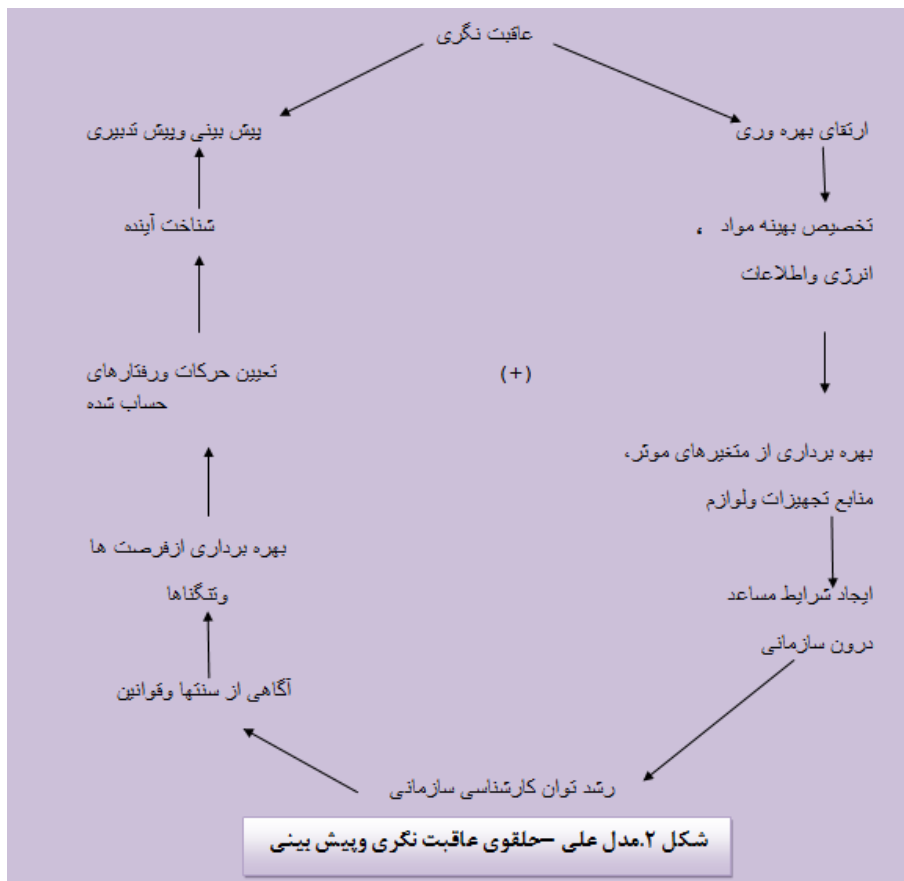 عاقبت نگری
ارتقای بهره وری
پیش بینی وپیش تدبیری
تخصیص بهینه مواد ،
انرژی واطلاعات
شناخت آینده
(+)
تعیین حرکات ورفتارهای
حساب شده
بهره برداری از متغیرهای موثر،
منابع تجهیزات ولوازم
بهره برداری ازفرصت ها
وتنگناها
ایجاد شرایط مساعد
درون سازمانی
آگاهی از سنتها وقوانین
رشد توان کارشناسی سازمانی
شکل ۲.مدل علی –حلقوی عاقبت نگری وپیش بینی